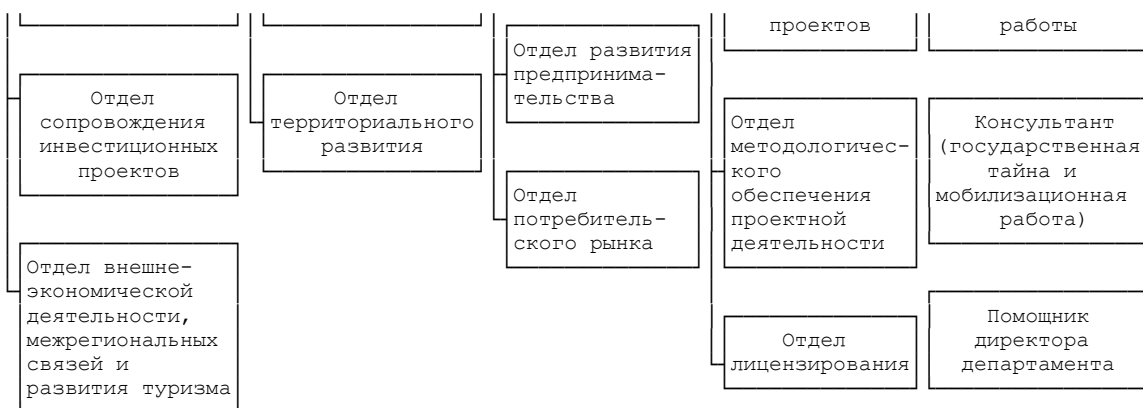 проектов
работы
Отдел
сопровождения
инвестиционных
проектов
Отдел внешне-
экономической
деятельности,
межрегиональных
связей и
развития туризма
Отдел
территориального
развития
Отдел развития
предпринима-
тельства
Отдел
потребитель-
ского рынка
Отдел
методологичес-
кого
обеспечения
проектной
деятельности
Отдел
лицензирования
Консультант
(государственная
тайна и
мобилизационная
работа)
Помощник
директора
департамента